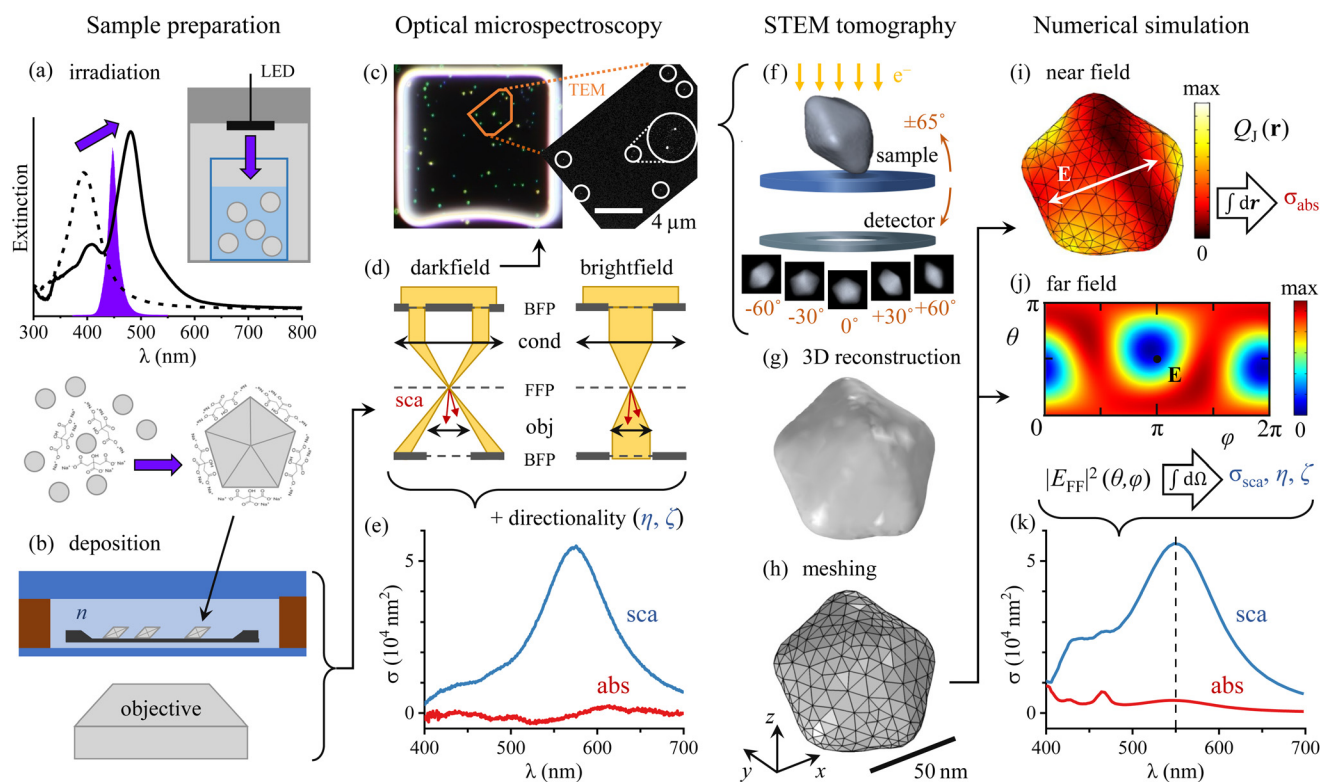 Sample preparation
Optical microspectroscopy
STEM tomography
Numerical simulation
(a) irradiation
LED
Extinction
300 400 500 600 700 800
λ (nm)
(b) deposition
n
objective
(c)
TEM
4 μm
(d) darkfield
brightfield
BFP
cond
FFP
sca
obj
BFP
+ directionality (η, ζ)
(e)
σ (10⁴ nm²)
5
0
sca
abs
400 500 600 700
λ (nm)
(f)
e⁻
±65°
sample
detector
-60°
-30°
0°
+30°
+60°
(g) 3D reconstruction
(h) meshing
z
y
x
50 nm
(i) near field
max
0
E
Q_J (r)
∫ dr
σ_abs
(j) far field
max
0
π
θ
0
E
π
φ
2π
|E_FF|² (θ,φ)
∫ dΩ
σ_sca, η, ζ
(k)
σ (10⁴ nm²)
5
0
sca
abs
400 500 600 700
λ (nm)